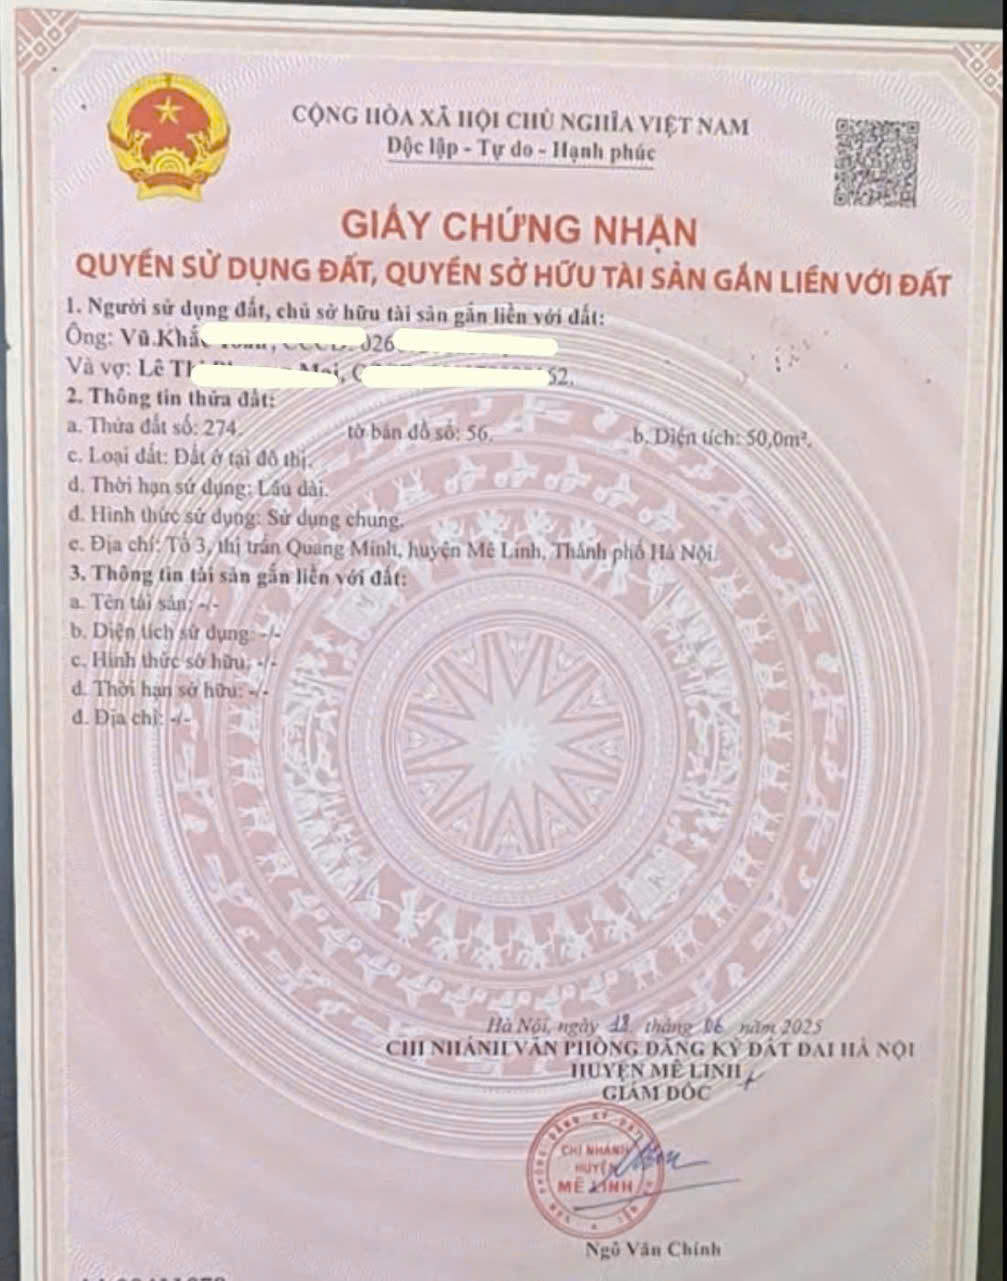 CỘNG HÒA XÃ HỘI CHỦ NGHĨA VIỆT NAM
Độc lập - Tự do - Hạnh phúc
GIẤY CHỨNG NHẬN
QUYỀN SỬ DỤNG ĐẤT, QUYỀN SỞ HỮU TÀI SẢN GẮN LIỀN VỚI ĐẤT
1. Người sử dụng đất, chủ sở hữu tài sản gắn liền với đất:
Ông: Vũ Khắc 026
Và vợ: Lê 52.
2. Thông tin thửa đất:
a. Thửa đất số: 274. tờ bản đồ số: 56. b. Diện tích: 50,0m².
c. Loại đất: Đất ở tại đô thị.
d. Thời hạn sử dụng: Lâu dài.
đ. Hình thức sử dụng: Sử dụng chung.
e. Địa chỉ: Tổ 3, thị trấn Quang Minh, huyện Mê Linh, Thành phố Hà Nội.
3. Thông tin tài sản gắn liền với đất:
a. Tên tài sản: -/-
b. Diện tích sử dụng: -/-
c. Hình thức sở hữu: -/-
d. Thời hạn sở hữu: -/-
đ. Địa chỉ: -/-
Hà Nội, ngày 18 tháng 06 năm 2025
CHI NHÁNH VĂN PHÒNG ĐĂNG KÝ ĐẤT ĐAI HÀ NỘI
HUYỆN MÊ LINH
GIÁM ĐỐC
CHI NHÁNH
HUYỆN
MÊ LINH
Ngô Văn Chính